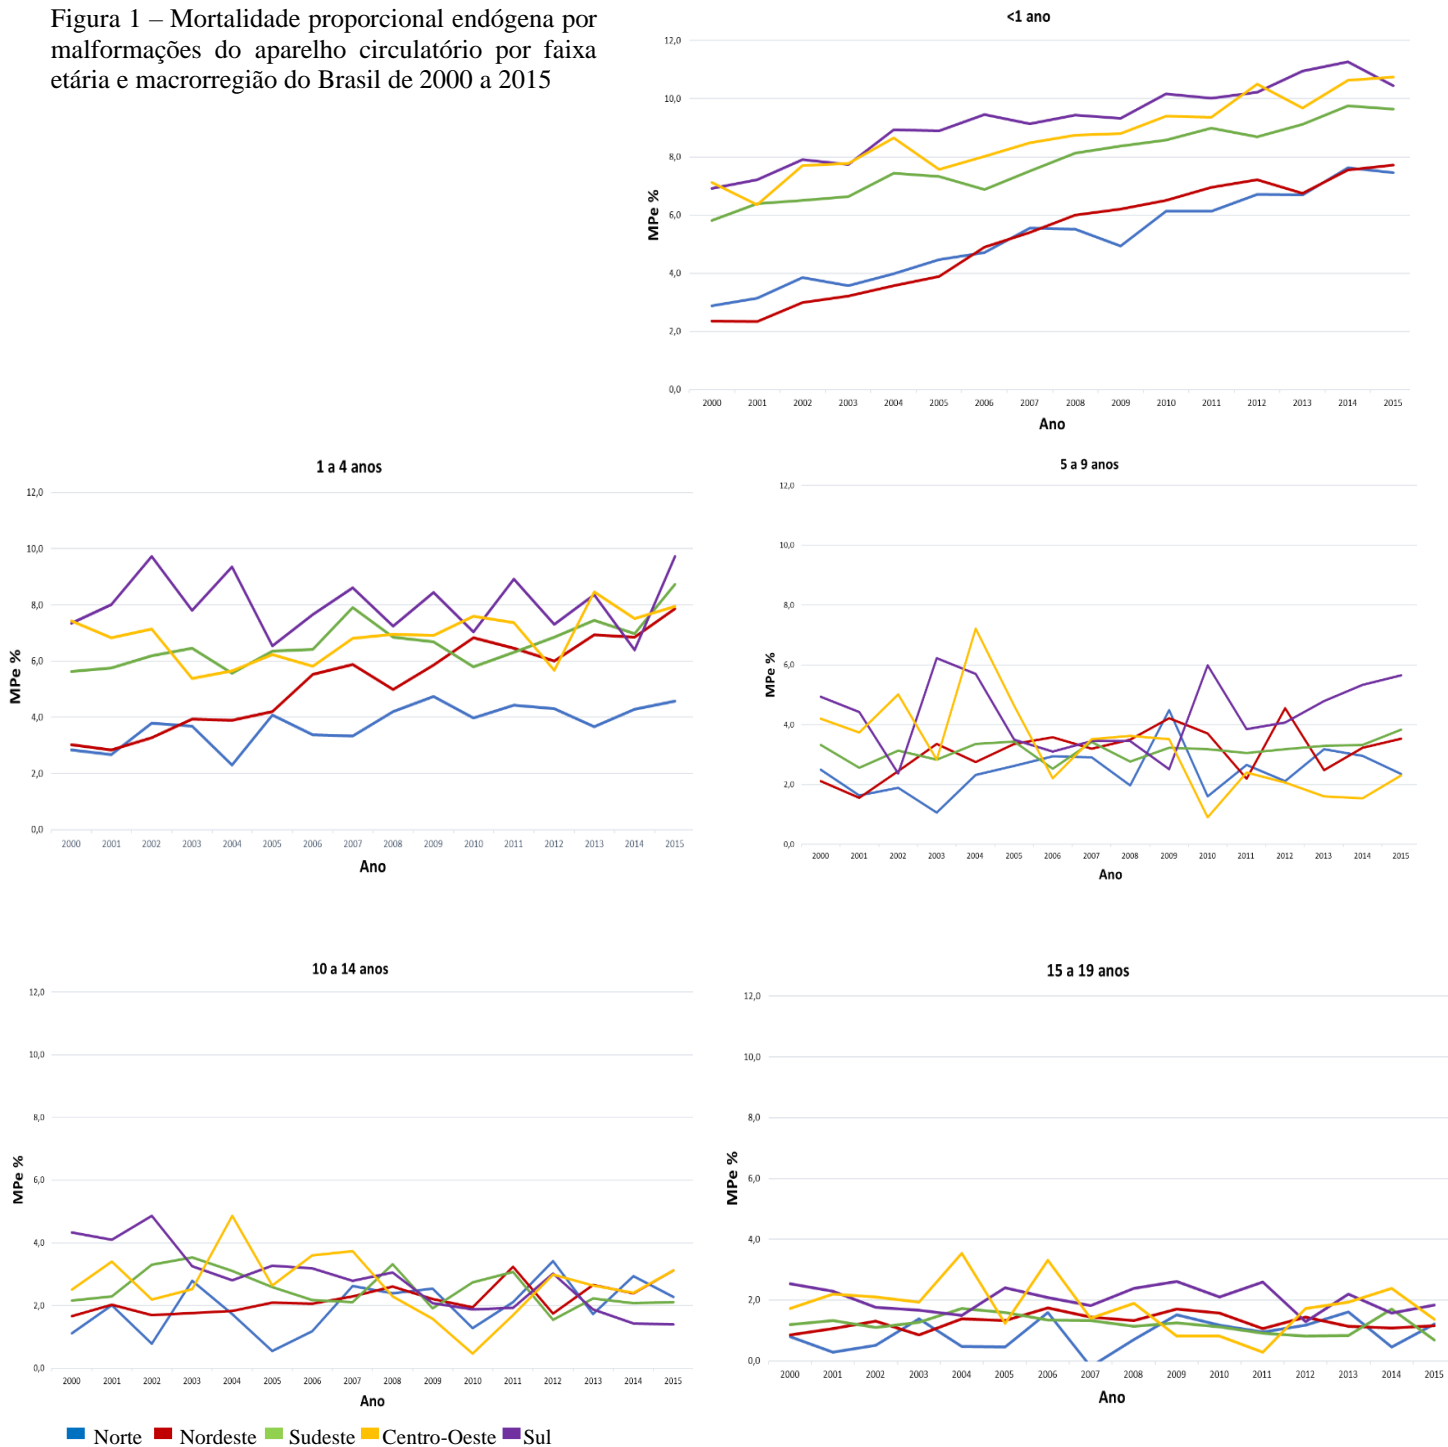 Figura 1 – Mortalidade proporcional endógena por
malformações do aparelho circulatório por faixa
etária e macrorregião do Brasil de 2000 a 2015
<1 ano
12,0
10,0
8,0
6,0
4,0
2,0
0,0
MPe %
2000 2001 2002 2003 2004 2005 2006 2007 2008 2009 2010 2011 2012 2013 2014 2015
Ano
1 a 4 anos
12,0
10,0
8,0
6,0
4,0
2,0
0,0
MPe %
2000 2001 2002 2003 2004 2005 2006 2007 2008 2009 2010 2011 2012 2013 2014 2015
Ano
5 a 9 anos
12,0
10,0
8,0
6,0
4,0
2,0
0,0
MPe %
2000 2001 2002 2003 2004 2005 2006 2007 2008 2009 2010 2011 2012 2013 2014 2015
Ano
10 a 14 anos
12,0
10,0
8,0
6,0
4,0
2,0
0,0
MPe %
2000 2001 2002 2003 2004 2005 2006 2007 2008 2009 2010 2011 2012 2013 2014 2015
Ano
15 a 19 anos
12,0
10,0
8,0
6,0
4,0
2,0
0,0
MPe %
2000 2001 2002 2003 2004 2005 2006 2007 2008 2009 2010 2011 2012 2013 2014 2015
Ano
Norte Nordeste Sudeste Centro-Oeste Sul